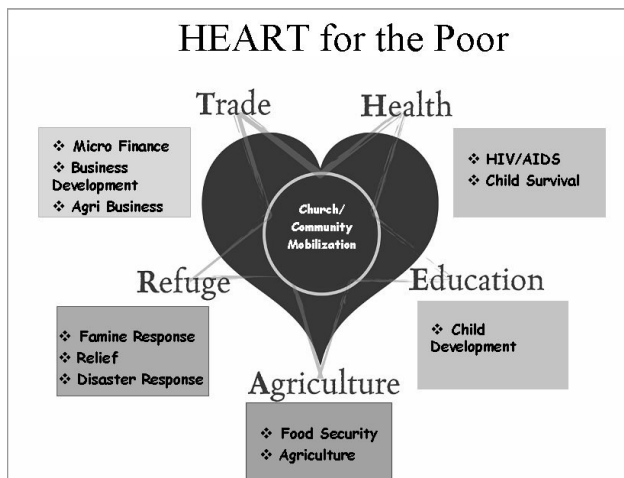 HEART for the Poor
Trade
Health
❖ Micro Finance
❖ Business
Development
❖ Agri Business
❖ HIV/AIDS
❖ Child Survival
Church/
Community
Mobilization
Refuge
Education
❖ Famine Response
❖ Relief
❖ Disaster Response
❖ Child
Development
Agriculture
❖ Food Security
❖ Agriculture